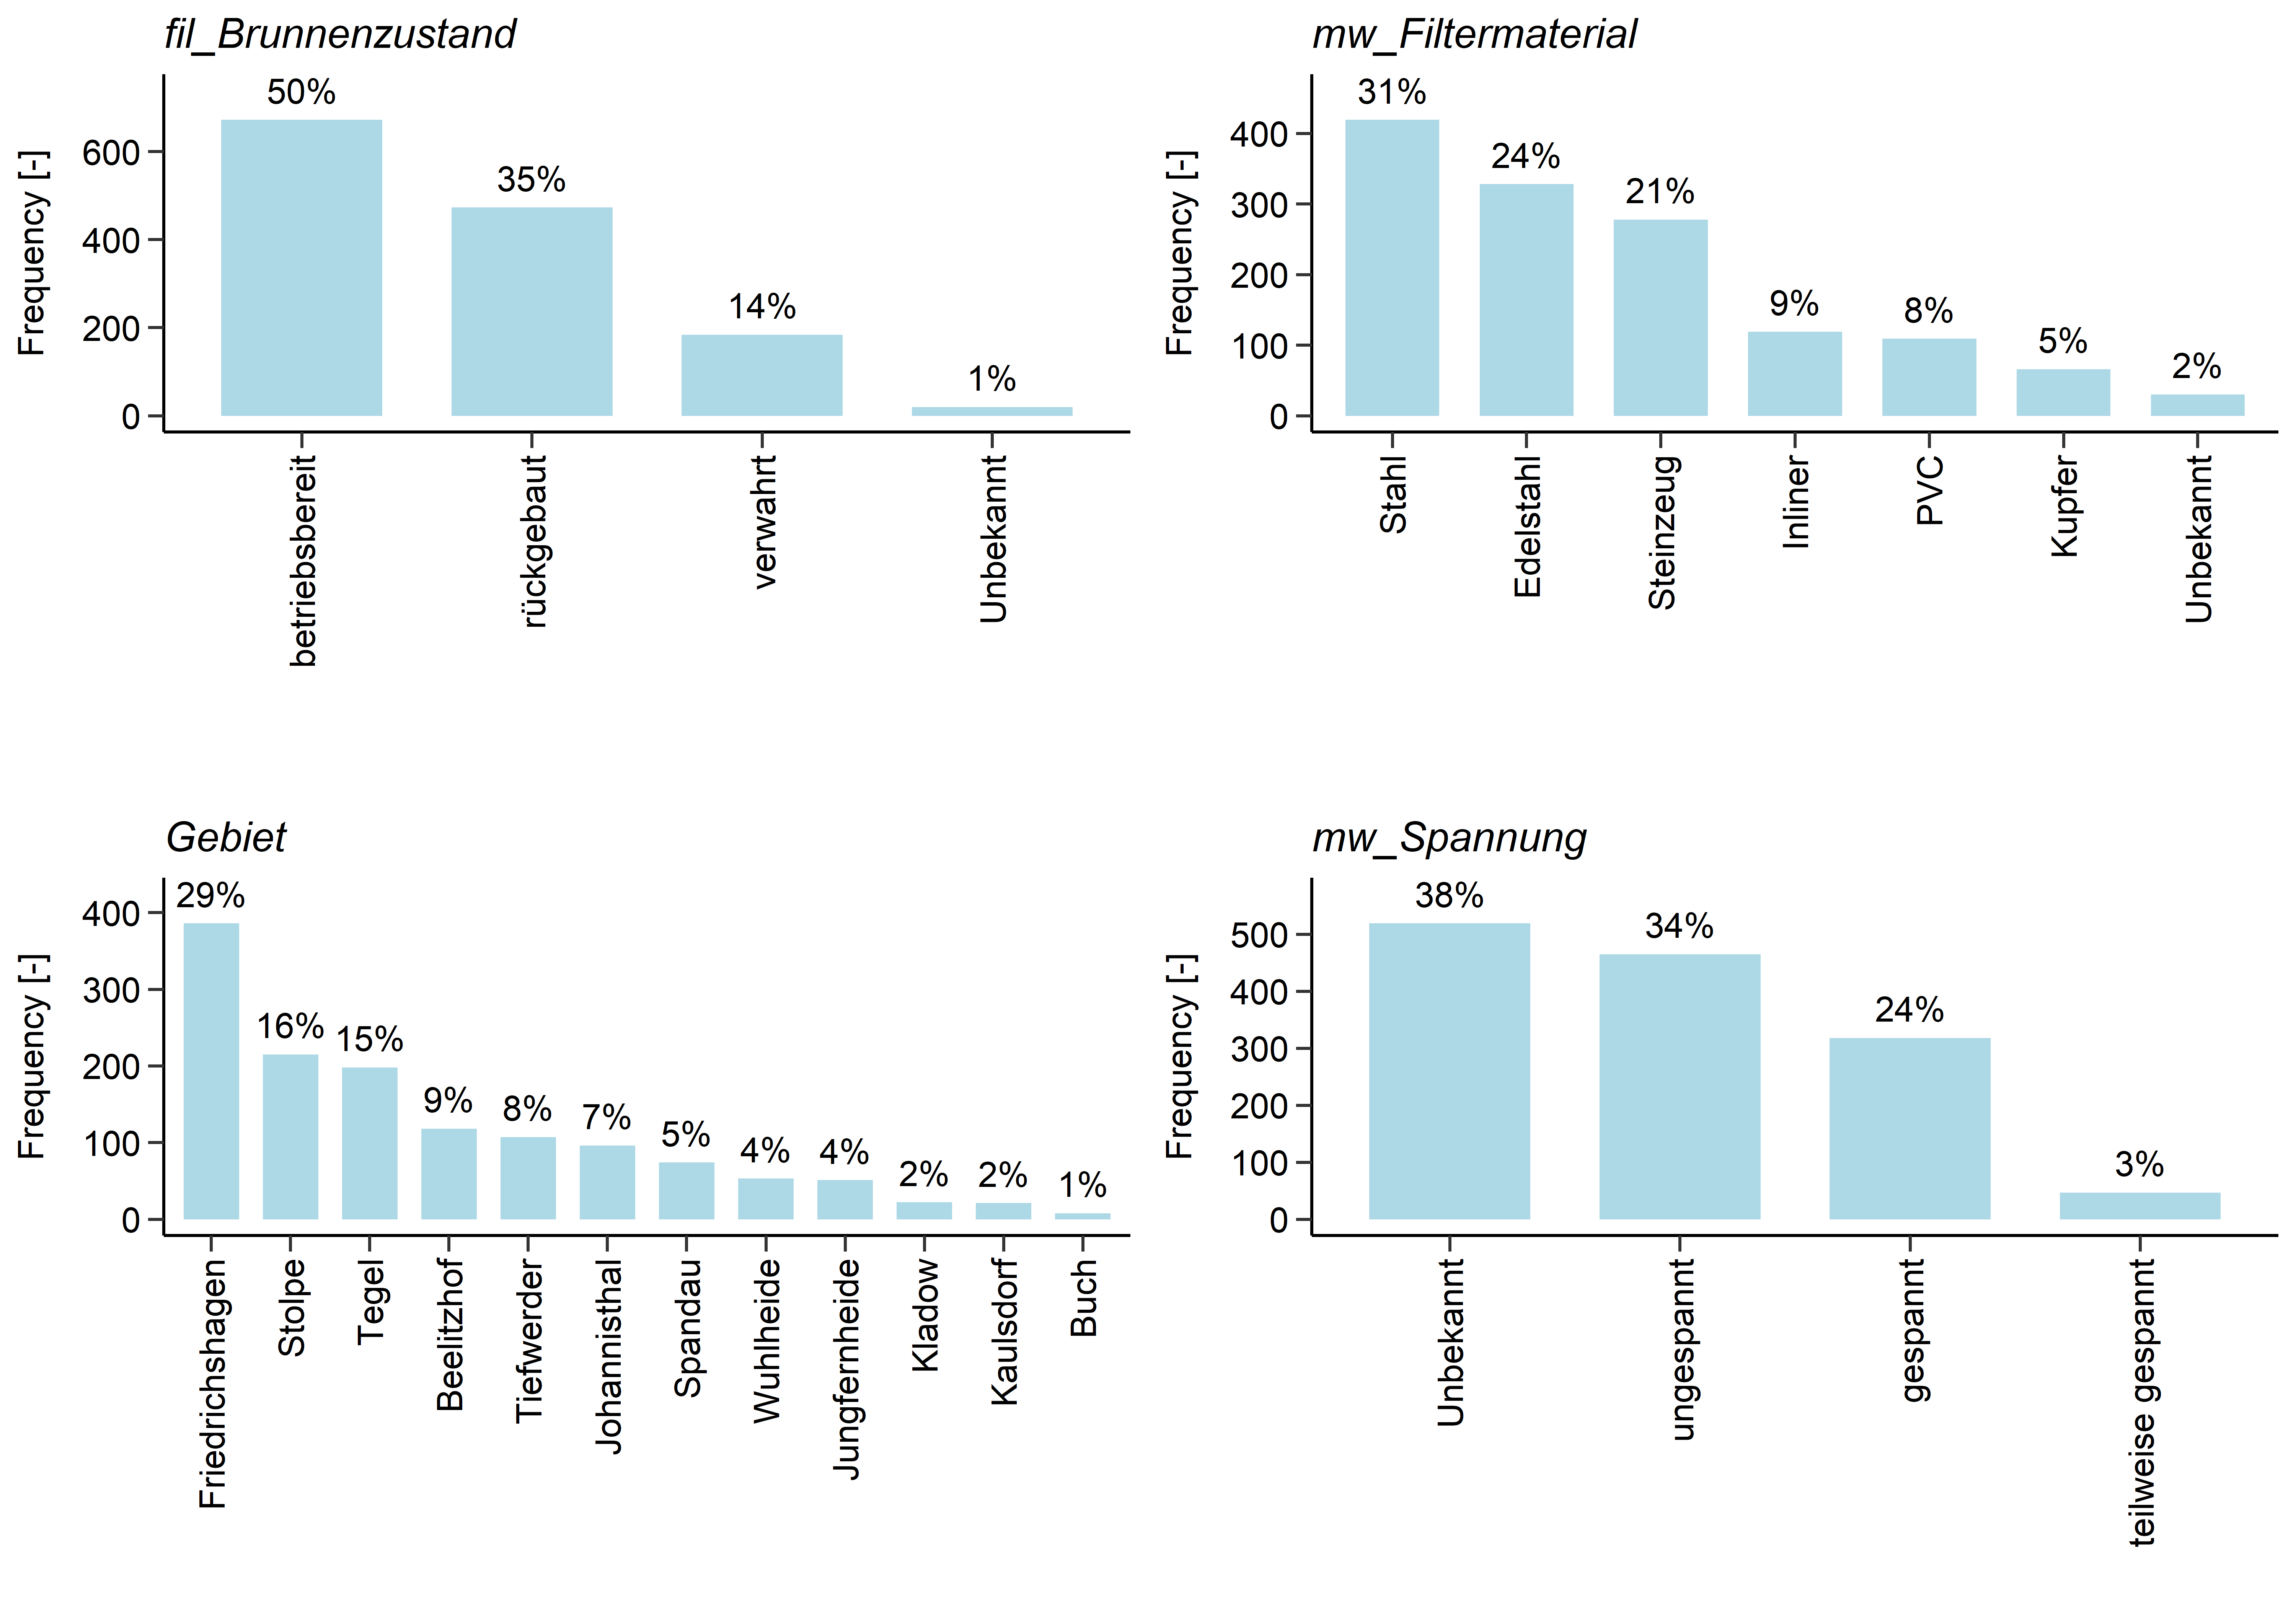 fil_Brunnenzustand
Frequency [-]
600
400
200
0
50%
35%
14%
1%
betriebsbereit
rückgebaut
verwahrt
Unbekannt
mw_Filtermaterial
Frequency [-]
400
300
200
100
0
31%
24%
21%
9%
8%
5%
2%
Stahl
Edelstahl
Steinzeug
Inliner
PVC
Kupfer
Unbekannt
Gebiet
Frequency [-]
400
300
200
100
0
29%
16%
15%
9%
8%
7%
5%
4%
4%
2%
2%
1%
Friedrichshagen
Stolpe
Tegel
Beelitzhof
Tiefwerder
Johannisthal
Spandau
Wuhlheide
Jungfernheide
Kladow
Kaulsdorf
Buch
mw_Spannung
Frequency [-]
500
400
300
200
100
0
38%
34%
24%
3%
Unbekannt
ungespannt
gespannt
teilweise gespannt